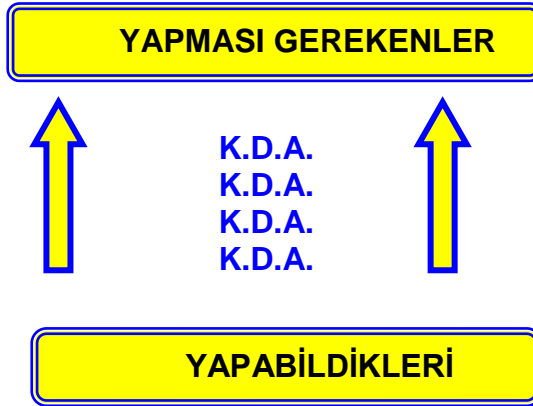 YAPMASI GEREKENLER
K.D.A.
K.D.A.
K.D.A.
K.D.A.
YAPABİLDİKLERİ